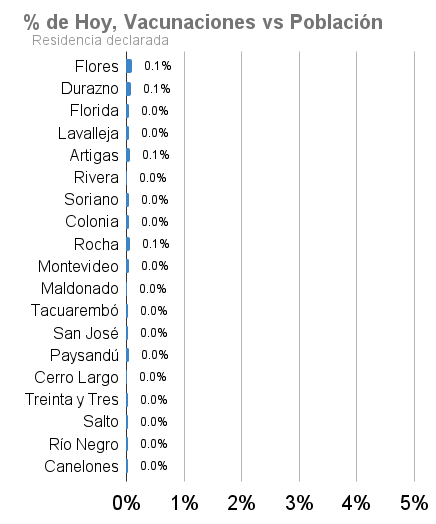 % de Hoy, Vacunaciones vs Población
Residencia declarada
Flores 0.1%
Durazno 0.1%
Florida 0.0%
Lavalleja 0.0%
Artigas 0.1%
Rivera 0.0%
Soriano 0.0%
Colonia 0.0%
Rocha 0.1%
Montevideo 0.0%
Maldonado 0.0%
Tacuarembó 0.0%
San José 0.0%
Paysandú 0.0%
Cerro Largo 0.0%
Treinta y Tres 0.0%
Salto 0.0%
Río Negro 0.0%
Canelones 0.0%
0% 1% 2% 3% 4% 5%